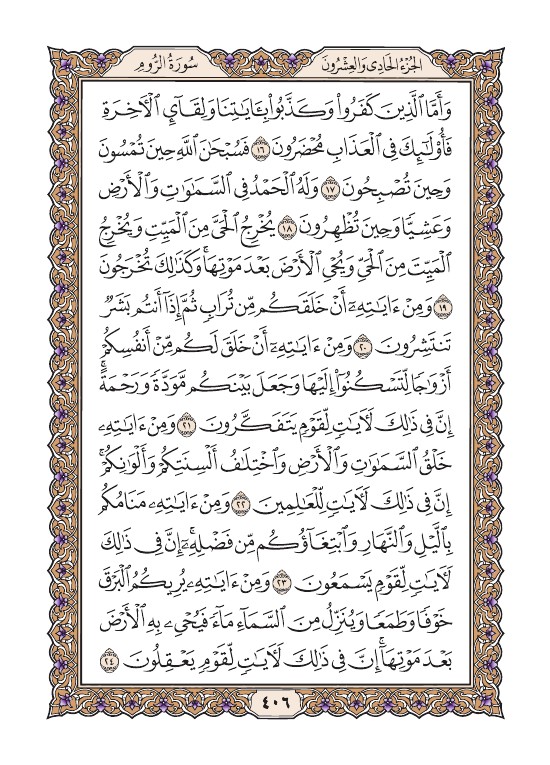 الجُزْءُ الحَادِى وَالعِشْرُونَ
سُورَةُ الرُّومِ
وَأَمَّا ٱلَّذِينَ كَفَرُواْ وَكَذَّبُواْ بِـَٔايَٰتِنَا وَلِقَآيِٕ ٱلۡأٓخِرَةِ
فَأُوْلَٰٓئِكَ فِي ٱلۡعَذَابِ مُحۡضَرُونَ ١٦ فَسُبۡحَٰنَ ٱللَّهِ حِينَ تُمۡسُونَ
وَحِينَ تُصۡبِحُونَ ١٧ وَلَهُ ٱلۡحَمۡدُ فِي ٱلسَّمَٰوَٰتِ وَٱلۡأَرۡضِ
وَعَشِيّٗا وَحِينَ تُظۡهِرُونَ ١٨ يُخۡرِجُ ٱلۡحَيَّ مِنَ ٱلۡمَيِّتِ وَيُخۡرِجُ
ٱلۡمَيِّتَ مِنَ ٱلۡحَيِّ وَيُحۡيِ ٱلۡأَرۡضَ بَعۡدَ مَوۡتِهَاۚ وَكَذَٰلِكَ تُخۡرَجُونَ
١٩ وَمِنۡ ءَايَٰتِهِۦٓ أَنۡ خَلَقَكُم مِّن تُرَابٖ ثُمَّ إِذَآ أَنتُم بَشَرٞ
تَنتَشِرُونَ ٢٠ وَمِنۡ ءَايَٰتِهِۦٓ أَنۡ خَلَقَ لَكُم مِّنۡ أَنفُسِكُمۡ
أَزۡوَٰجٗا لِّتَسۡكُنُوٓاْ إِلَيۡهَا وَجَعَلَ بَيۡنَكُم مَّوَدَّةٗ وَرَحۡمَةًۚ
إِنَّ فِي ذَٰلِكَ لَأٓيَٰتٖ لِّقَوۡمٖ يَتَفَكَّرُونَ ٢١ وَمِنۡ ءَايَٰتِهِۦ
خَلۡقُ ٱلسَّمَٰوَٰتِ وَٱلۡأَرۡضِ وَٱخۡتِلَٰفُ أَلۡسِنَتِكُمۡ وَأَلۡوَٰنِكُمۡۚ
إِنَّ فِي ذَٰلِكَ لَأٓيَٰتٖ لِّلۡعَٰلِمِينَ ٢٢ وَمِنۡ ءَايَٰتِهِۦ مَنَامُكُم
بِٱلَّيۡلِ وَٱلنَّهَارِ وَٱبۡتِغَآؤُكُم مِّن فَضۡلِهِۦٓۚ إِنَّ فِي ذَٰلِكَ
لَأٓيَٰتٖ لِّقَوۡمٖ يَسۡمَعُونَ ٢٣ وَمِنۡ ءَايَٰتِهِۦ يُرِيكُمُ ٱلۡبَرۡقَ
خَوۡفٗا وَطَمَعٗا وَيُنَزِّلُ مِنَ ٱلسَّمَآءِ مَآءٗ فَيُحۡيِۦ بِهِ ٱلۡأَرۡضَ
بَعۡدَ مَوۡتِهَآۚ إِنَّ فِي ذَٰلِكَ لَأٓيَٰتٖ لِّقَوۡمٖ يَعۡقِلُونَ ٢٤
٤٠٦